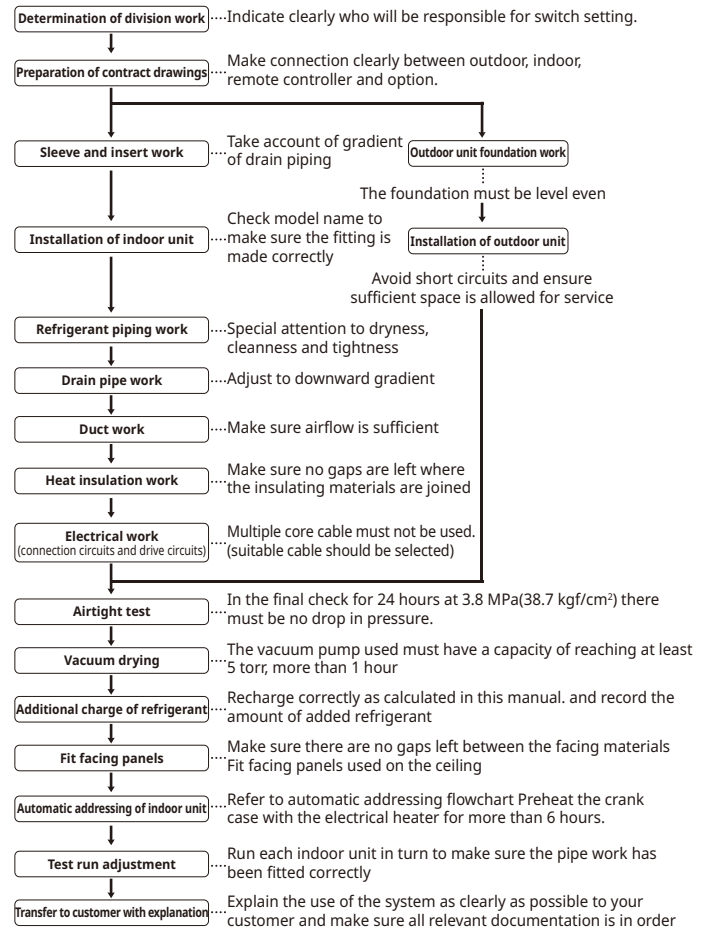 Determination of division work
Indicate clearly who will be responsible for switch setting.
Preparation of contract drawings
Make connection clearly between outdoor, indoor,
remote controller and option.
Sleeve and insert work
Take account of gradient
of drain piping
Outdoor unit foundation work
The foundation must be level even
Installation of indoor unit
Check model name to
make sure the fitting is
made correctly
Installation of outdoor unit
Avoid short circuits and ensure
sufficient space is allowed for service
Refrigerant piping work
Special attention to dryness,
cleanness and tightness
Drain pipe work
Adjust to downward gradient
Duct work
Make sure airflow is sufficient
Heat insulation work
Make sure no gaps are left where
the insulating materials are joined
Electrical work
(connection circuits and drive circuits)
Multiple core cable must not be used.
(suitable cable should be selected)
Airtight test
In the final check for 24 hours at 3.8 MPa(38.7 kgf/cm²) there
must be no drop in pressure.
Vacuum drying
The vacuum pump used must have a capacity of reaching at least
5 torr, more than 1 hour
Additional charge of refrigerant
Recharge correctly as calculated in this manual. and record the
amount of added refrigerant
Fit facing panels
Make sure there are no gaps left between the facing materials
Fit facing panels used on the ceiling
Automatic addressing of indoor unit
Refer to automatic addressing flowchart Preheat the crank
case with the electrical heater for more than 6 hours.
Test run adjustment
Run each indoor unit in turn to make sure the pipe work has
been fitted correctly
Transfer to customer with explanation
Explain the use of the system as clearly as possible to your
customer and make sure all relevant documentation is in order